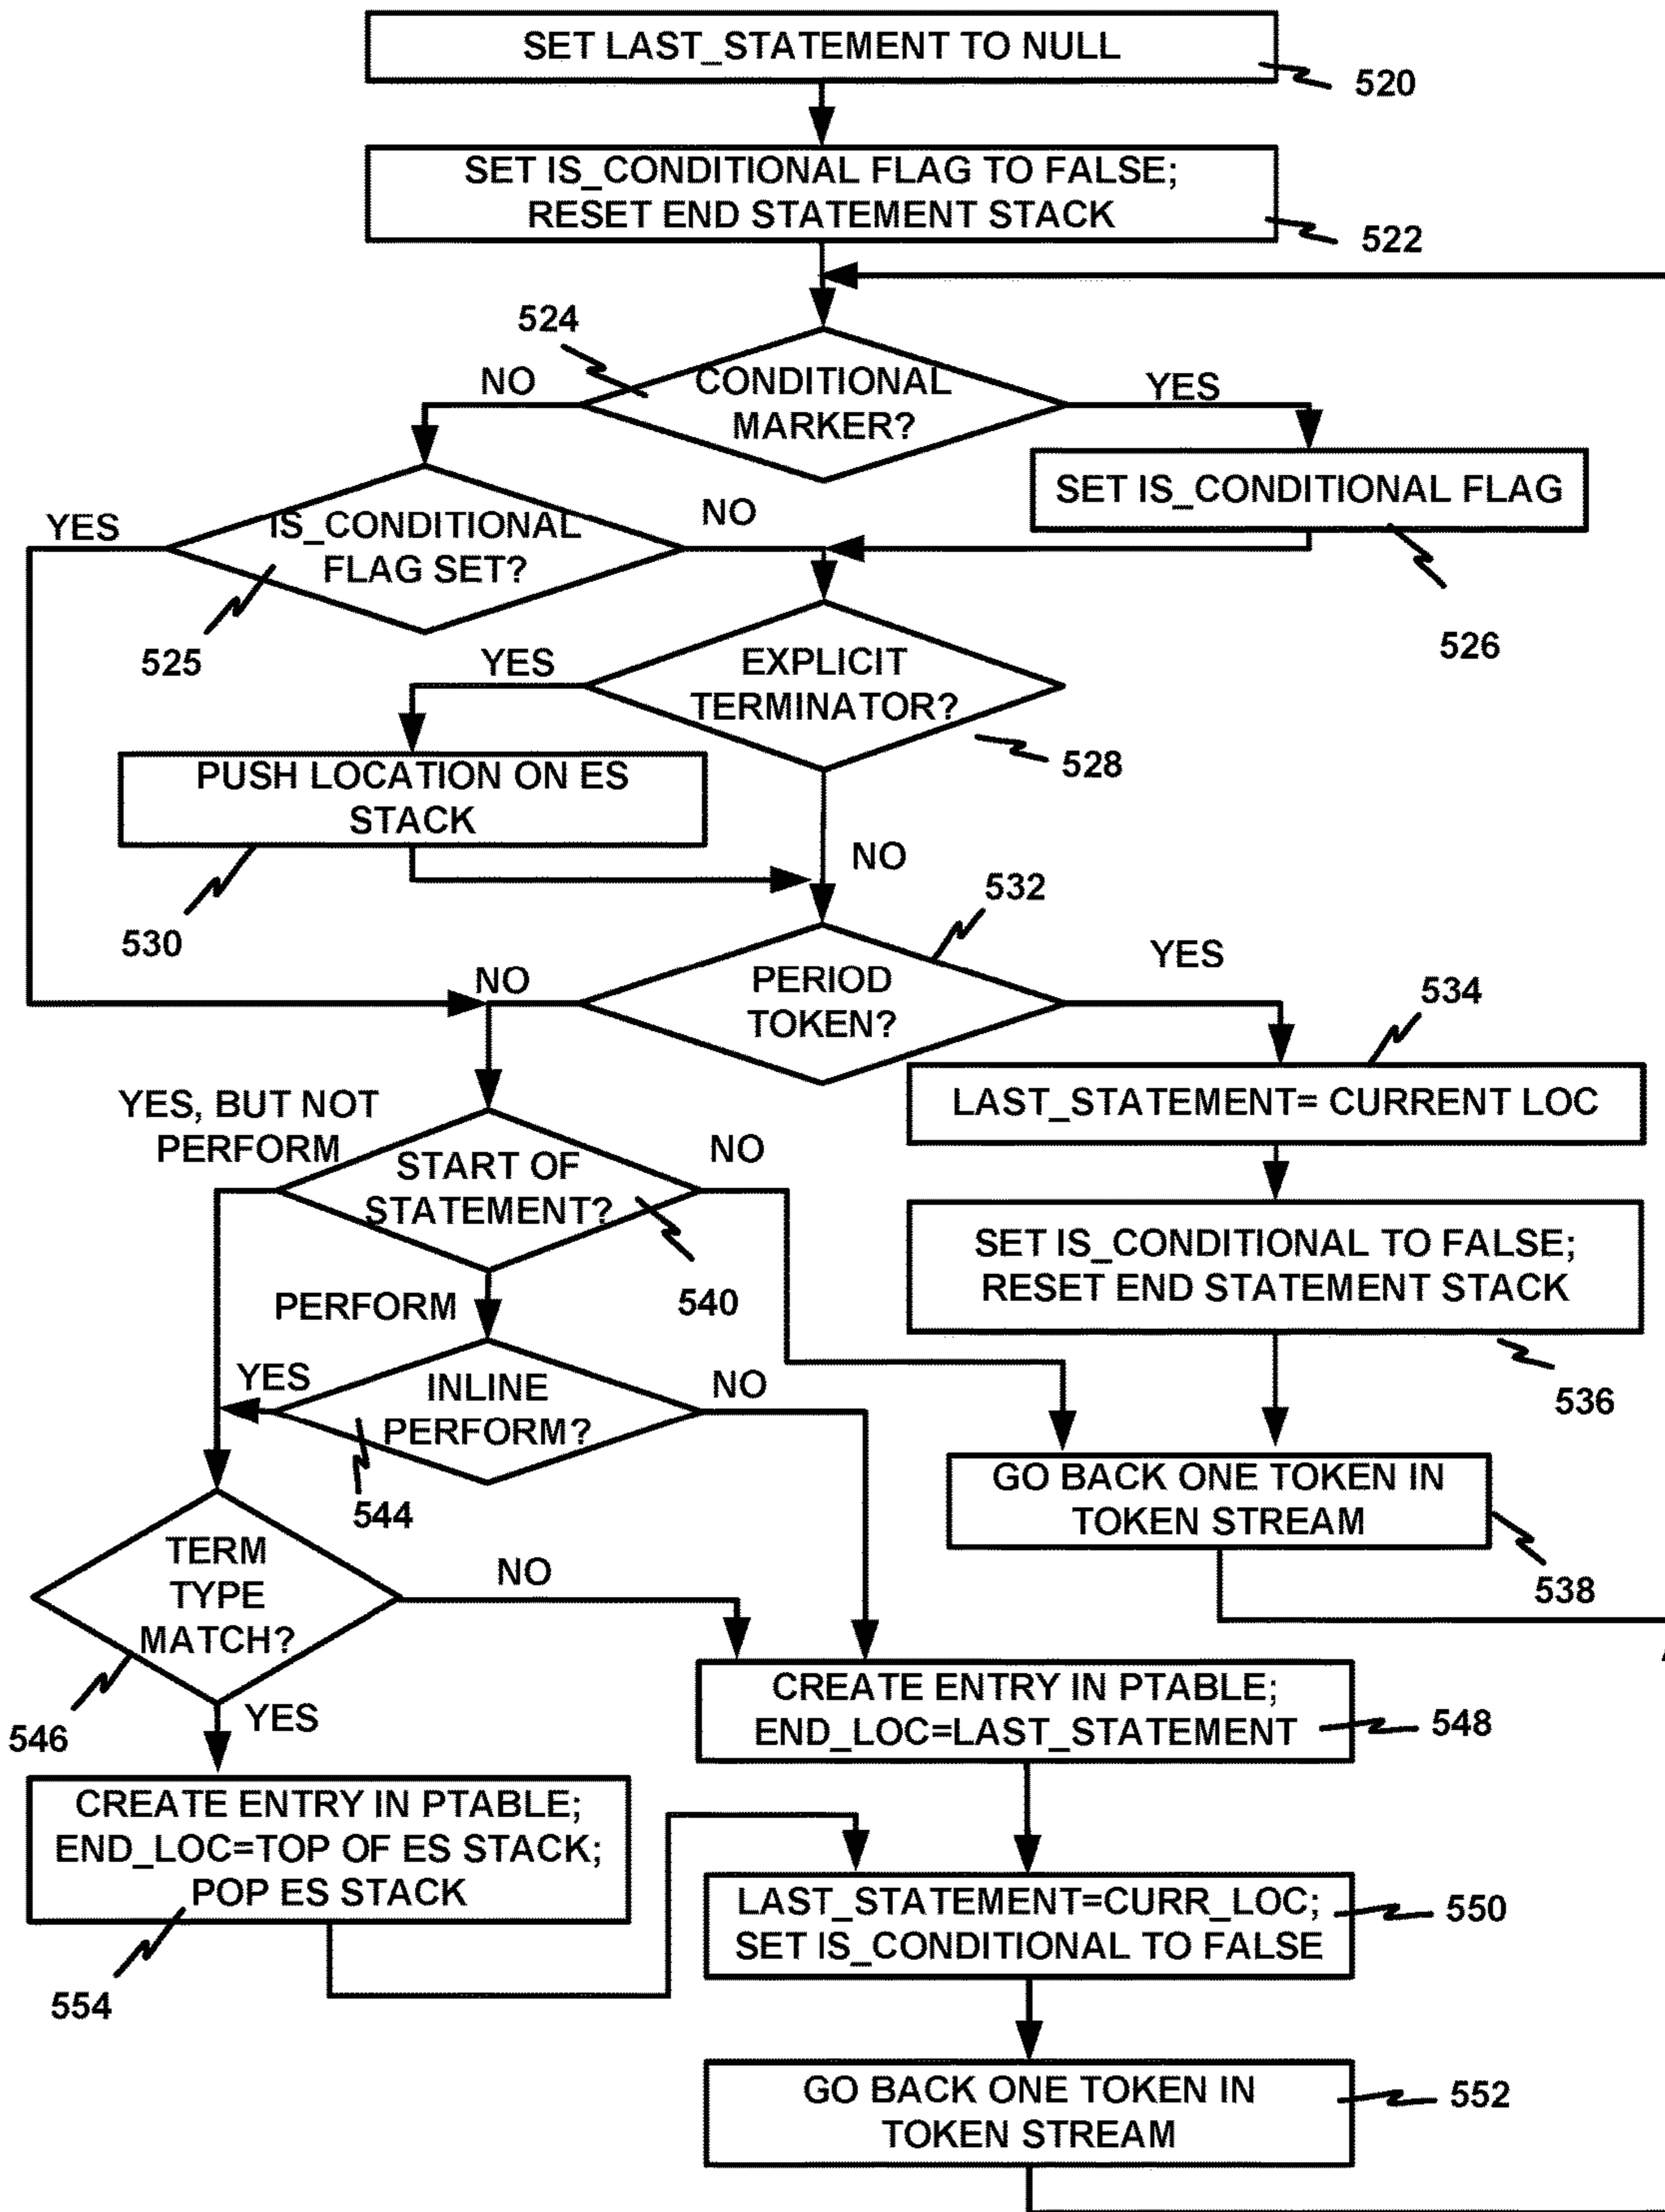 SET LAST_STATEMENT TO NULL
520
SET IS_CONDITIONAL FLAG TO FALSE;
RESET END STATEMENT STACK
522
524
NO
CONDITIONAL
MARKER?
YES
SET IS_CONDITIONAL FLAG
526
YES
IS_CONDITIONAL
FLAG SET?
NO
525
YES
EXPLICIT
TERMINATOR?
528
PUSH LOCATION ON ES
STACK
530
NO
532
NO
PERIOD
TOKEN?
YES
534
LAST_STATEMENT= CURRENT LOC
YES, BUT NOT
PERFORM
START OF
STATEMENT?
NO
540
SET IS_CONDITIONAL TO FALSE;
RESET END STATEMENT STACK
536
PERFORM
YES
INLINE
PERFORM?
NO
544
GO BACK ONE TOKEN IN
TOKEN STREAM
538
TERM
TYPE
MATCH?
NO
546
YES
CREATE ENTRY IN PTABLE;
END_LOC=LAST_STATEMENT
548
CREATE ENTRY IN PTABLE;
END_LOC=TOP OF ES STACK;
POP ES STACK
554
LAST_STATEMENT=CURR_LOC;
SET IS_CONDITIONAL TO FALSE
550
GO BACK ONE TOKEN IN
TOKEN STREAM
552